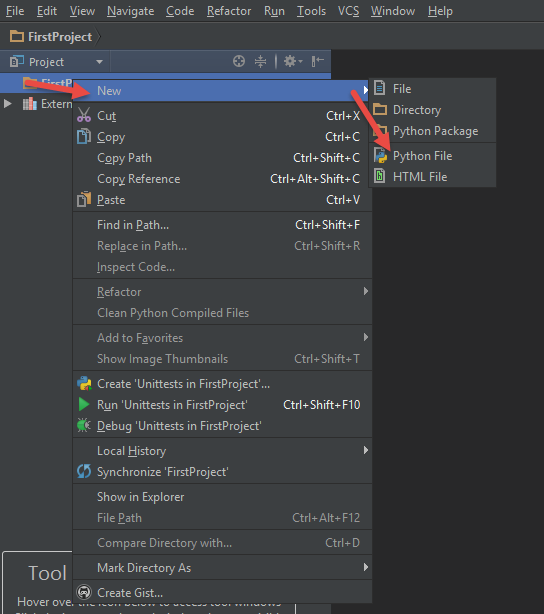 File Edit View Navigate Code Refactor Run Tools VCS Window Help
FirstProject
Project
FirstP
Extern
New
Cut Ctrl+X
Copy Ctrl+C
Copy Path Ctrl+Shift+C
Copy Reference Ctrl+Alt+Shift+C
Paste Ctrl+V
Find in Path... Ctrl+Shift+F
Replace in Path... Ctrl+Shift+R
Inspect Code...
Refactor
Clean Python Compiled Files
Add to Favorites
Show Image Thumbnails Ctrl+Shift+T
Create 'Unittests in FirstProject'...
Run 'Unittests in FirstProject' Ctrl+Shift+F10
Debug 'Unittests in FirstProject'
Local History
Synchronize 'FirstProject'
Show in Explorer
File Path Ctrl+Alt+F12
Compare Directory with... Ctrl+D
Mark Directory As
Create Gist...
File
Directory
Python Package
Python File
HTML File
Tool
Hover over the icon below to access tool windows